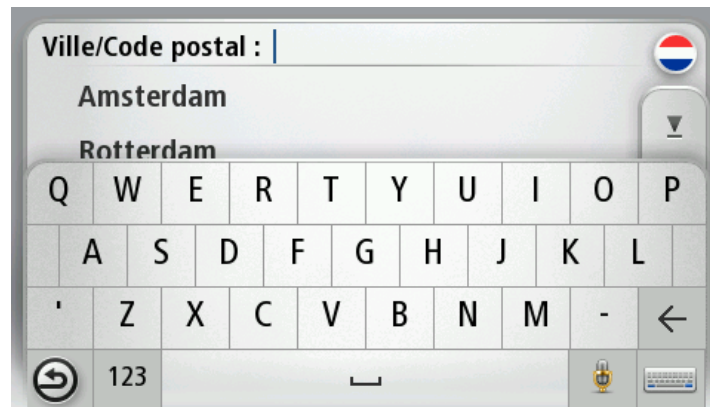 Ville/Code postal :
Amsterdam
Rotterdam
Q W E R T Y U I O P
A S D F G H J K L
' Z X C V B N M -
123